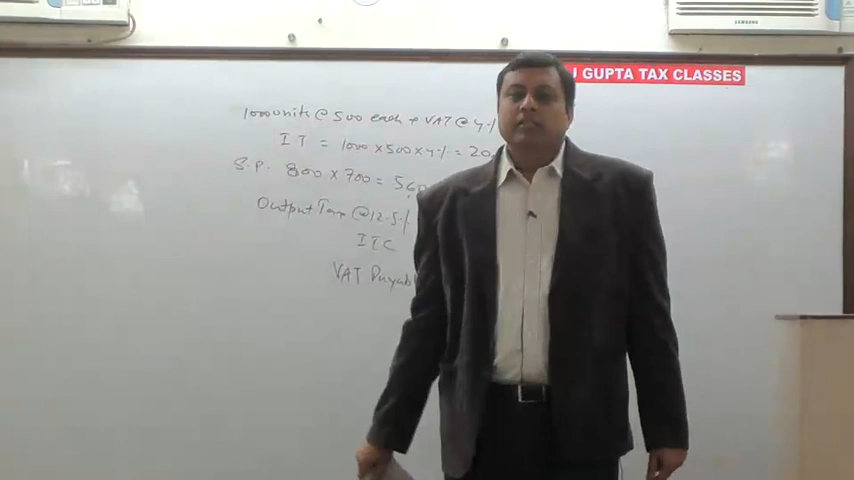 SAMSUNG
J GUPTA TAX CLASSES
1000 units @ 500 each + VAT @ 4%
IT = 1000 x 500 x 4% = 20
S.P. 800 x 700 = 560
Output Tax @ 12.5%
ITC
VAT Payabl